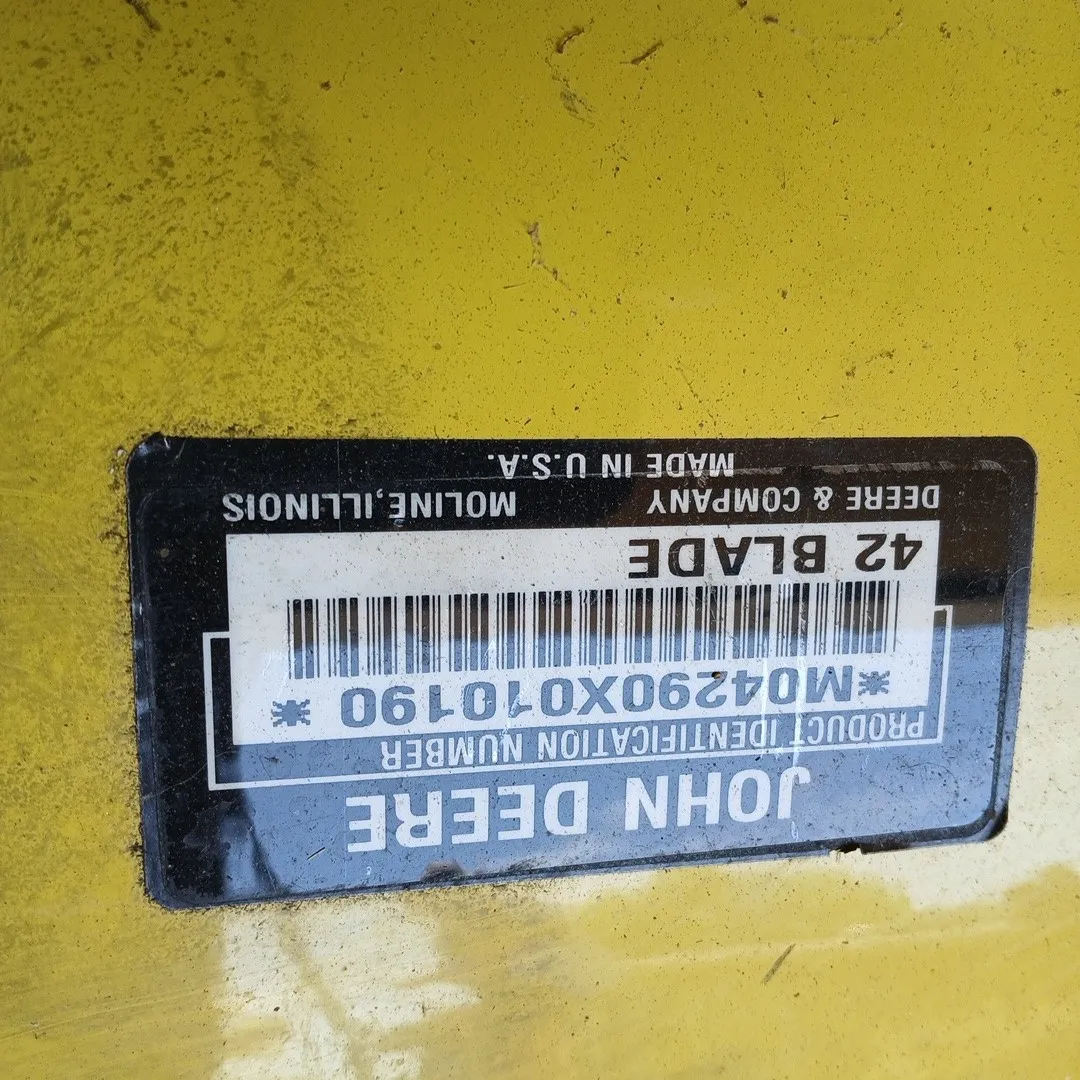 JOHN DEERE
PRODUCT IDENTIFICATION NUMBER
*M04290X010190*
42 BLADE
DEERE & COMPANY MOLINE, ILLINOIS
MADE IN U.S.A.